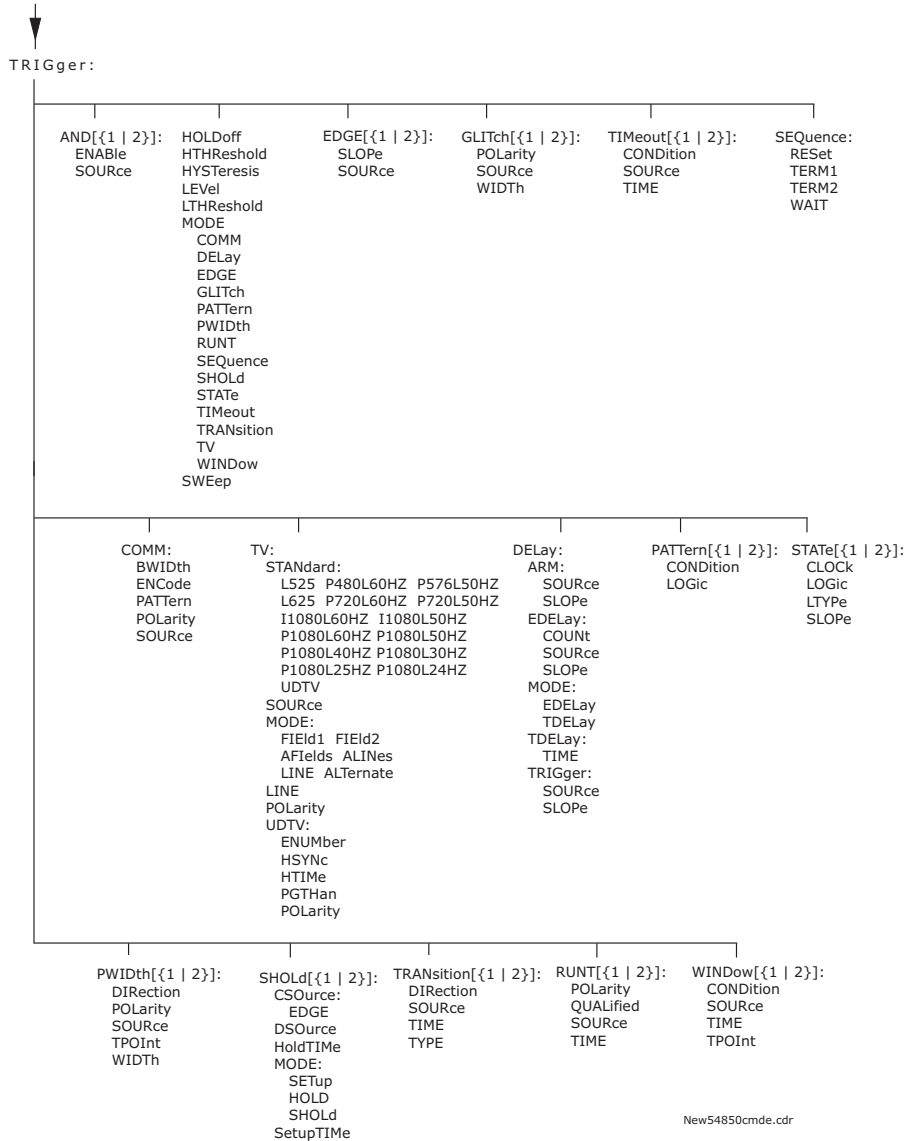 TRIGger:
AND[{1 | 2}]:
ENABle
SOURce
HOLDoff
HTHReshold
HYSTeresis
LEVel
LTHReshold
MODE
COMM
DELay
EDGE
GLITch
PATTern
PWIDth
RUNT
SEQuence
SHOLd
STATe
TIMeout
TRANsition
TV
WINDow
SWEep
EDGE[{1 | 2}]:
SLOPe
SOURce
GLITch[{1 | 2}]:
POLarity
SOURce
WIDTh
TIMeout[{1 | 2}]:
CONDition
SOURce
TIME
SEQuence:
RESet
TERM1
TERM2
WAIT
COMM:
BWIDth
ENCode
PATTern
POLarity
SOURce
TV:
STANdard:
L525 P480L60HZ P576L50HZ
L625 P720L60HZ P720L50HZ
I1080L60HZ I1080L50HZ
P1080L60HZ P1080L50HZ
P1080L40HZ P1080L30HZ
P1080L25HZ P1080L24HZ
UDTV
SOURce
MODE:
FIEld1 FIEld2
AFIelds ALINes
LINE ALTernate
LINE
POLarity
UDTV:
ENUMber
HSYNc
HTIMe
PGTHan
POLarity
DELay:
ARM:
SOURce
SLOPe
EDELay:
COUNt
SOURce
SLOPe
MODE:
EDELay
TDELay
TDELay:
TIME
TRIGger:
SOURce
SLOPe
PATTern[{1 | 2}]:
CONDition
LOGic
STATe[{1 | 2}]:
CLOCk
LOGic
LTYPe
SLOPe
PWIDth[{1 | 2}]:
DIRection
POLarity
SOURce
TPOInt
WIDTh
SHOLd[{1 | 2}]:
CSOurce:
EDGE
DSOurce
HoldTIMe
MODE:
SETup
HOLD
SHOLd
SetupTIMe
TRANsition[{1 | 2}]:
DIRection
SOURce
TIME
TYPE
RUNT[{1 | 2}]:
POLarity
QUALified
SOURce
TIME
WINDow[{1 | 2}]:
CONDition
SOURce
TIME
TPOInt
New54850cmde.cdr